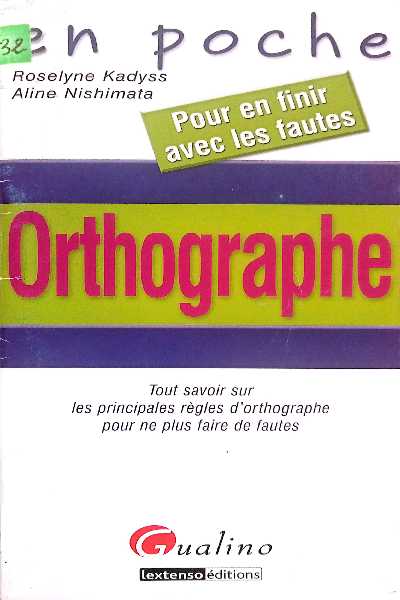 32
en poche
Roselyne Kadyss
Aline Nishimata
Pour en finir
avec les fautes
Orthographe
Tout savoir sur
les principales règles d'orthographe
pour ne plus faire de fautes
Gualino
lextenso éditions